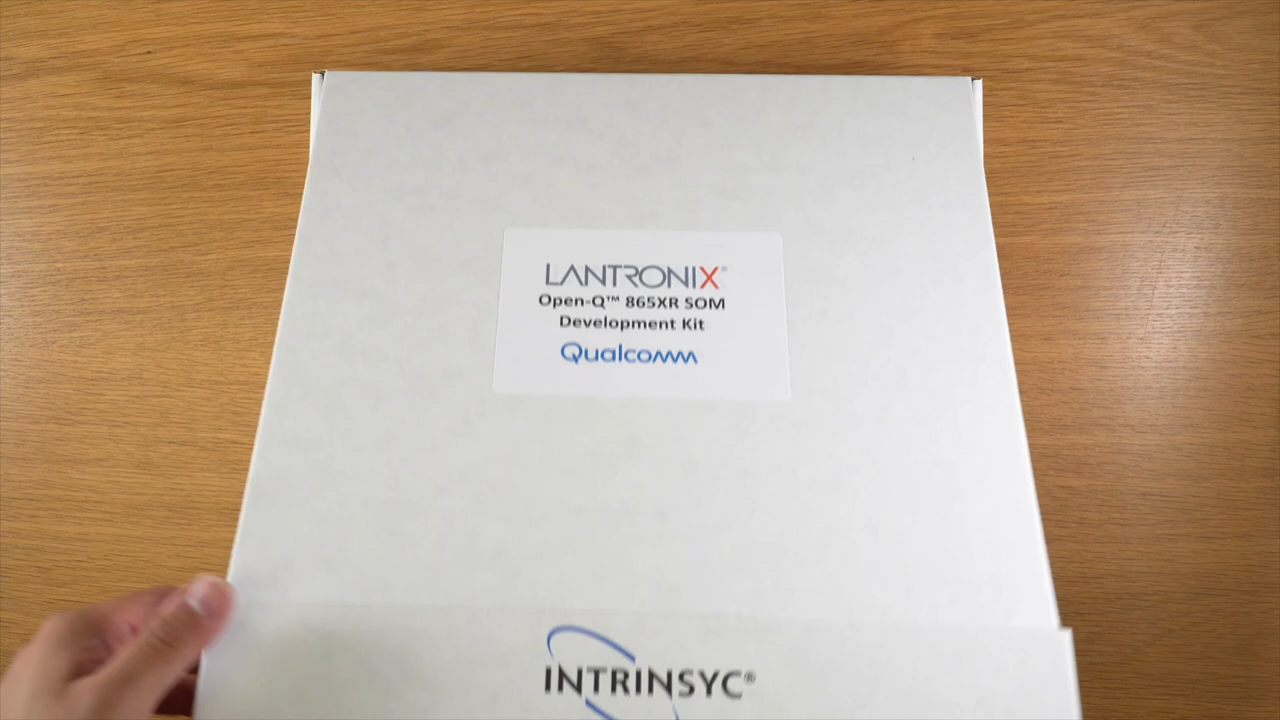 LANTRONIX®
Open-Q™ 865XR SOM
Development Kit
Qualcomm
INTRINSYC®